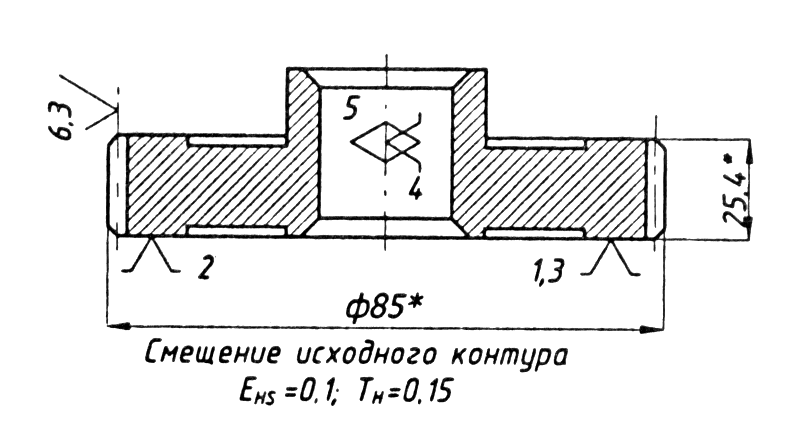 6.3
5
4
25.4*
2
1,3
ф85*
Смещение исходного контура
Eнs=0.1; Tн=0.15